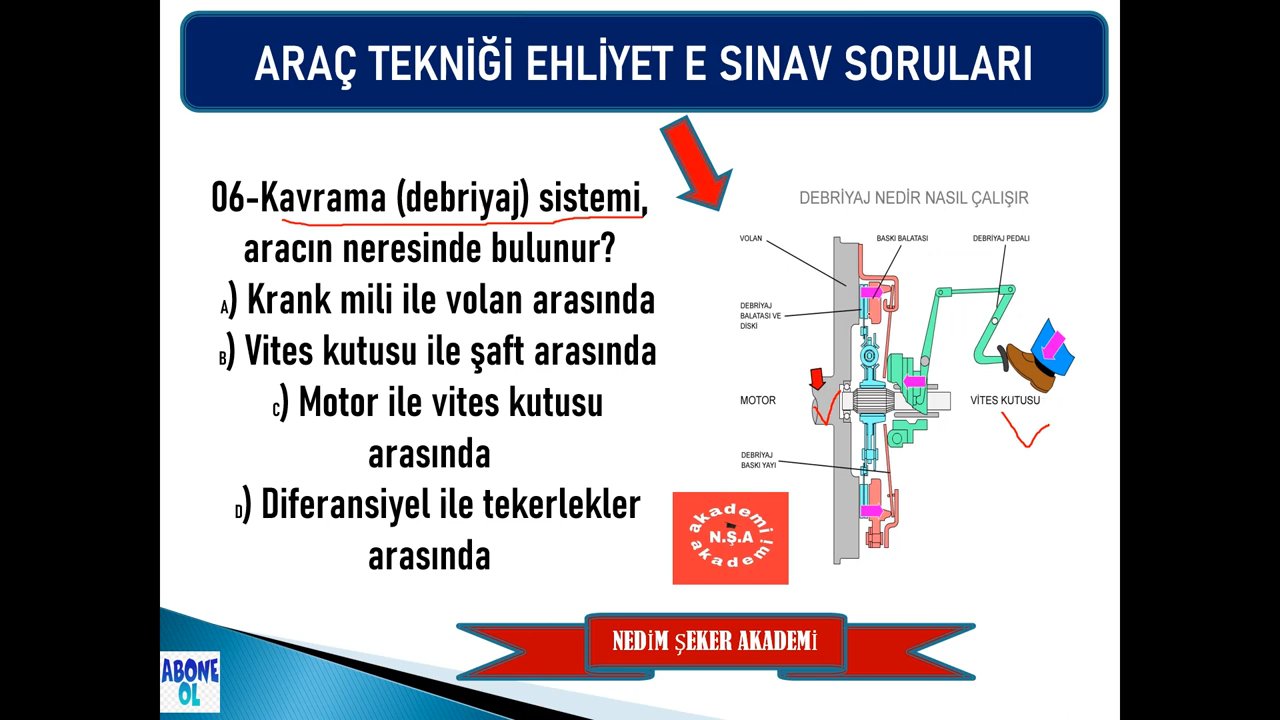 ARAÇ TEKNİĞİ EHLİYET E SINAV SORULARI
06-Kavrama (debriyaj) sistemi,
aracın neresinde bulunur?
A) Krank mili ile volan arasında
B) Vites kutusu ile şaft arasında
C) Motor ile vites kutusu
arasında
D) Diferansiyel ile tekerlekler
arasında
DEBRİYAJ NEDİR NASIL ÇALIŞIR
VOLAN
BASKI BALATASI
DEBRİYAJ PEDALI
DEBRİYAJ
BALATASI VE
DİSKİ
MOTOR
VİTES KUTUSU
DEBRİYAJ
BASKI YAYI
akademi
N.Ş.A
akademi
NEDİM ŞEKER AKADEMİ
ABONE
OL